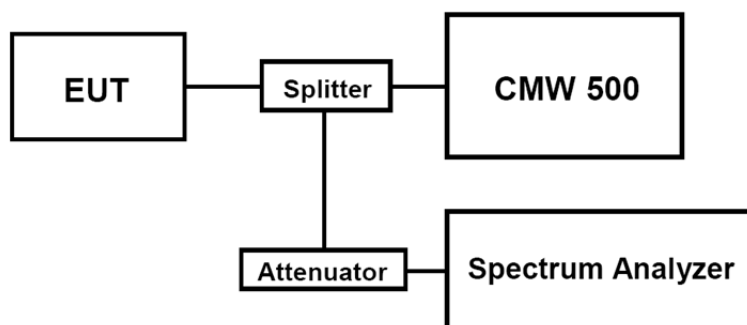 EUT
Splitter
CMW 500
Attenuator
Spectrum Analyzer